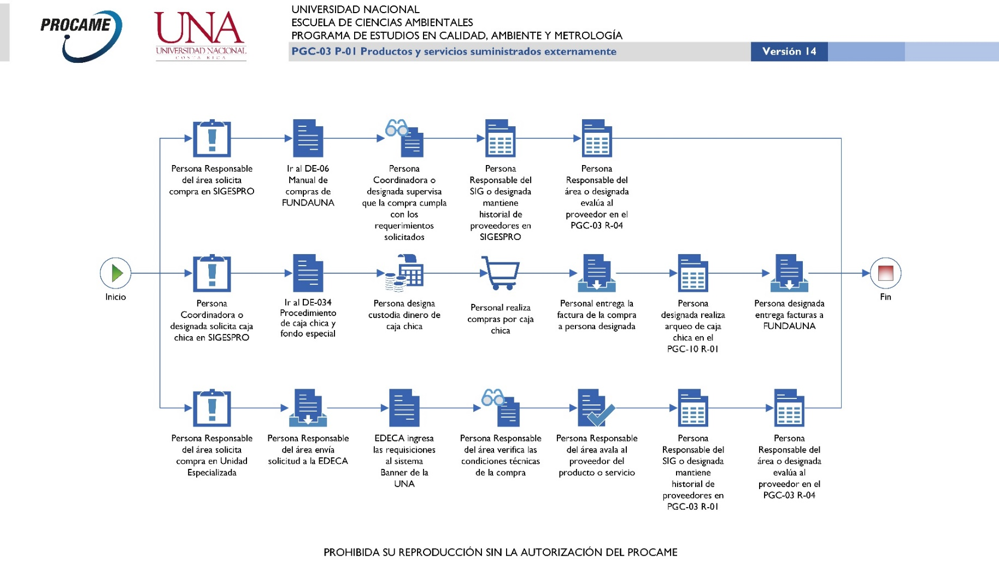 PROCAME
UNA
UNIVERSIDAD NACIONAL
COSTA RICA
UNIVERSIDAD NACIONAL
ESCUELA DE CIENCIAS AMBIENTALES
PROGRAMA DE ESTUDIOS EN CALIDAD, AMBIENTE Y METROLOGÍA
PGC-03 P-01 Productos y servicios suministrados externamente
Versión 14
Persona Responsable
del área solicita
compra en SIGESPRO
Ir al DE-06
Manual de
compras de
FUNDAUNA
Persona
Coordinadora o
designada supervisa
que la compra cumpla
con los
requerimientos
solicitados
Persona
Responsable del
SIG o designada
mantiene
historial de
proveedores en
SIGESPRO
Persona
Responsable del
área o designada
evalúa al
proveedor en el
PGC-03 R-04
Inicio
Persona
Coordinadora o
designada solicita caja
chica en SIGESPRO
Ir al DE-034
Procedimiento
de caja chica y
fondo especial
Persona designa
custodia dinero de
caja chica
Personal realiza
compras por caja
chica
Personal entrega la
factura de la compra
a persona designada
Persona
designada realiza
arqueo de caja
chica en el
PGC-10 R-01
Persona designada
entrega facturas a
FUNDAUNA
Fin
Persona Responsable
del área solicita
compra en Unidad
Especializada
Persona Responsable
del área envía
solicitud a la EDECA
EDECA ingresa
las requisiciones
al sistema
Banner de la
UNA
Persona Responsable
del área verifica las
condiciones técnicas
de la compra
Persona Responsable
del área avala al
proveedor del
producto o servicio
Persona
Responsable del
SIG o designada
mantiene
historial de
proveedores en
PGC-03 R-01
Persona
Responsable del
área o designada
evalúa al
proveedor en el
PGC-03 R-04
PROHIBIDA SU REPRODUCCIÓN SIN LA AUTORIZACIÓN DEL PROCAME